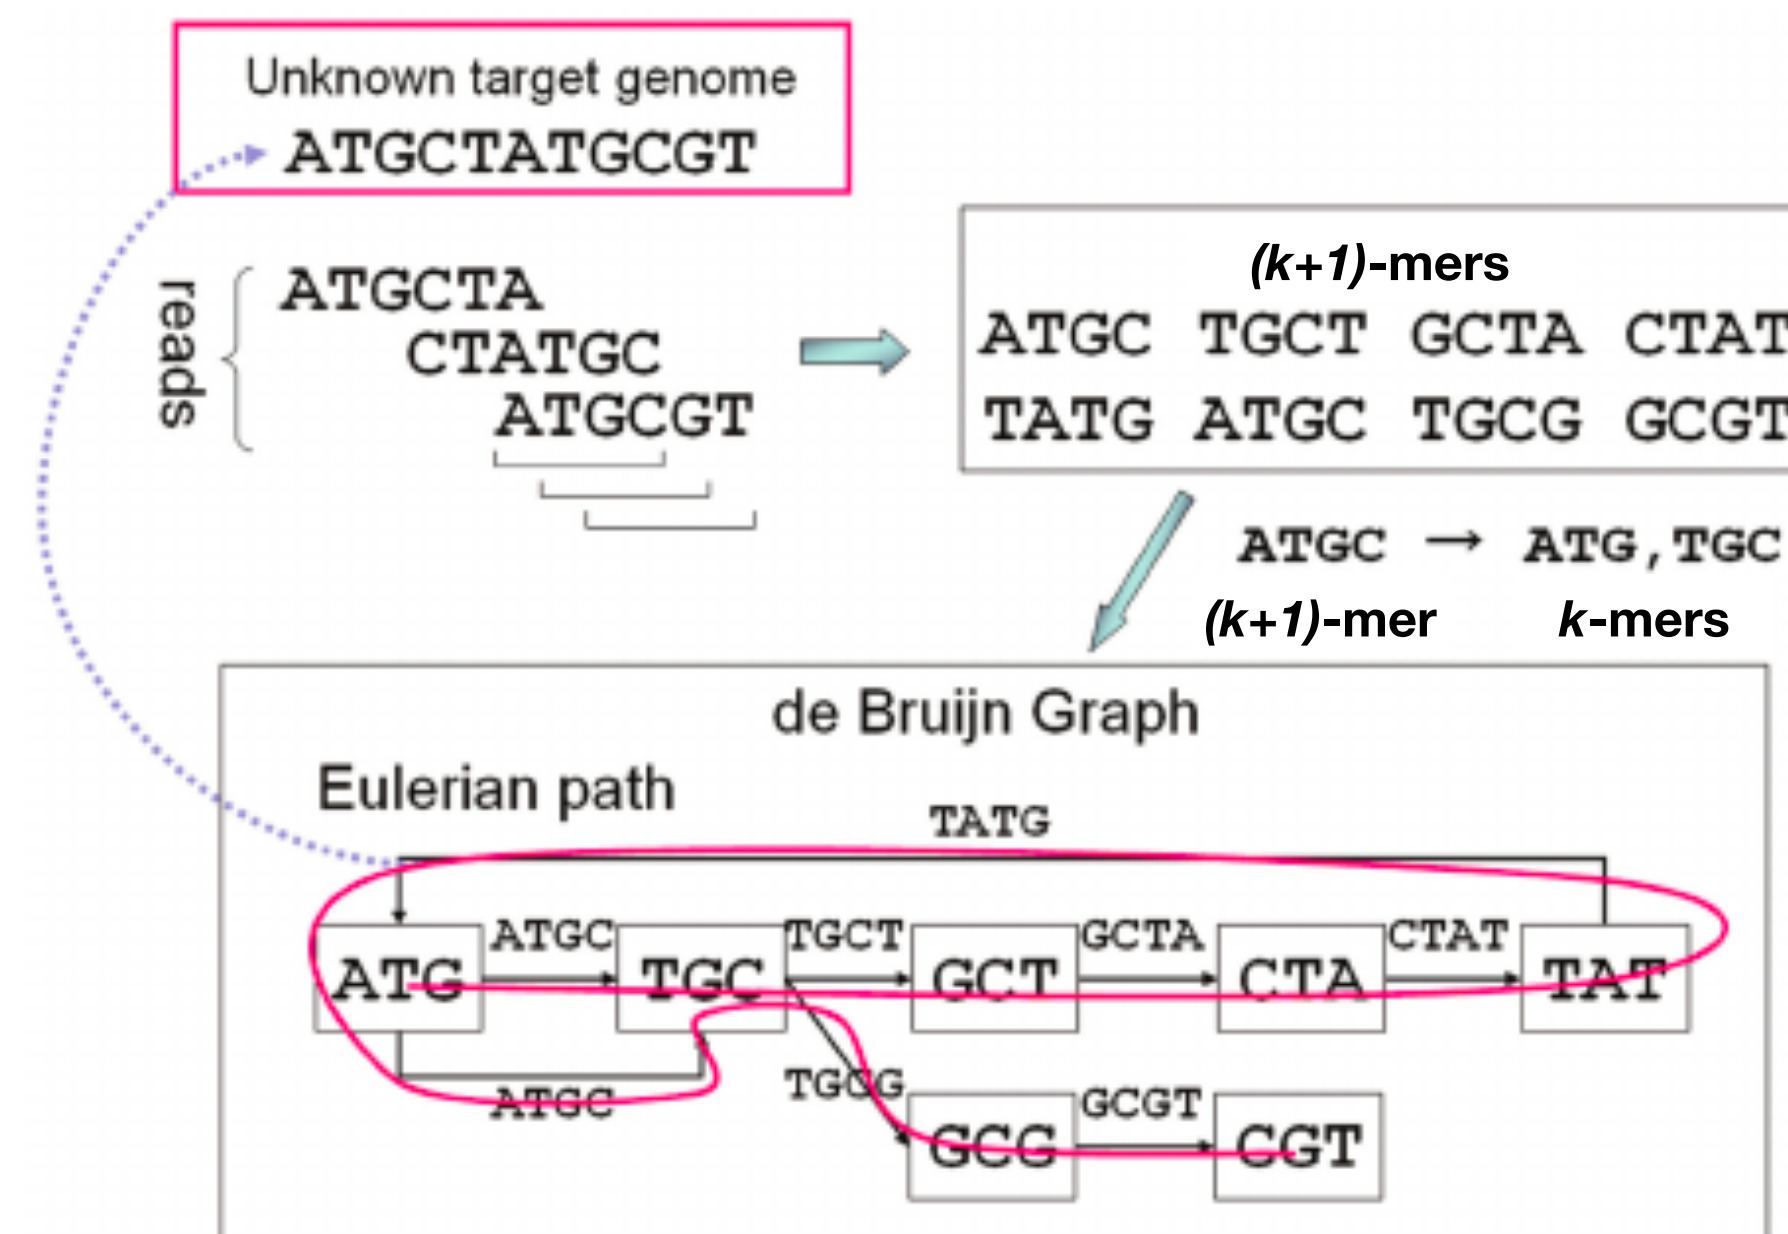 Unknown target genome
ATGCTATGCGT
reads
ATGCTA
CTATGC
ATGCGT
(k+1)-mers
ATGC TGCT GCTA CTAT
TATG ATGC TGCG GCGT
ATGC → ATG,TGC
(k+1)-mer k-mers
de Bruijn Graph
Eulerian path
TATG
ATGC TGCT GCTA CTAT
ATG TGC GCT CTA TAT
ATGC TGCG GCGT
GCG CGT